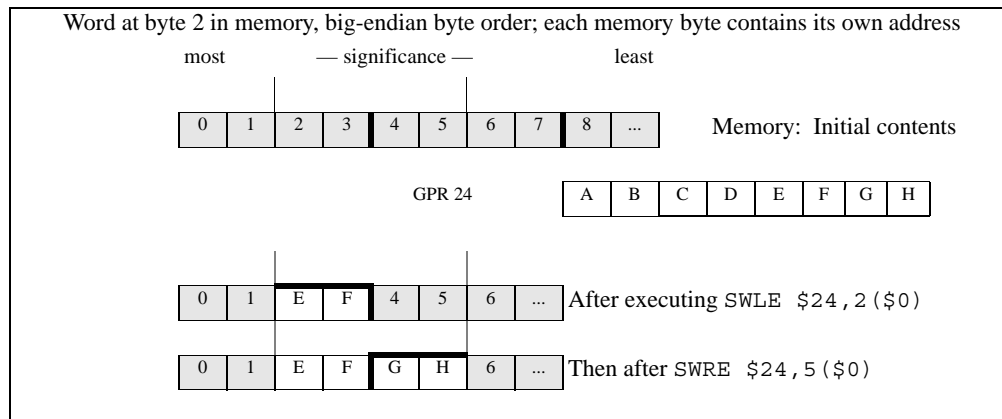 Word at byte 2 in memory, big-endian byte order; each memory byte contains its own address
most — significance — least
0 1 2 3 4 5 6 7 8 ... Memory: Initial contents
GPR 24 A B C D E F G H
0 1 E F 4 5 6 ... After executing SWLE $24,2($0)
0 1 E F G H 6 ... Then after SWRE $24,5($0)